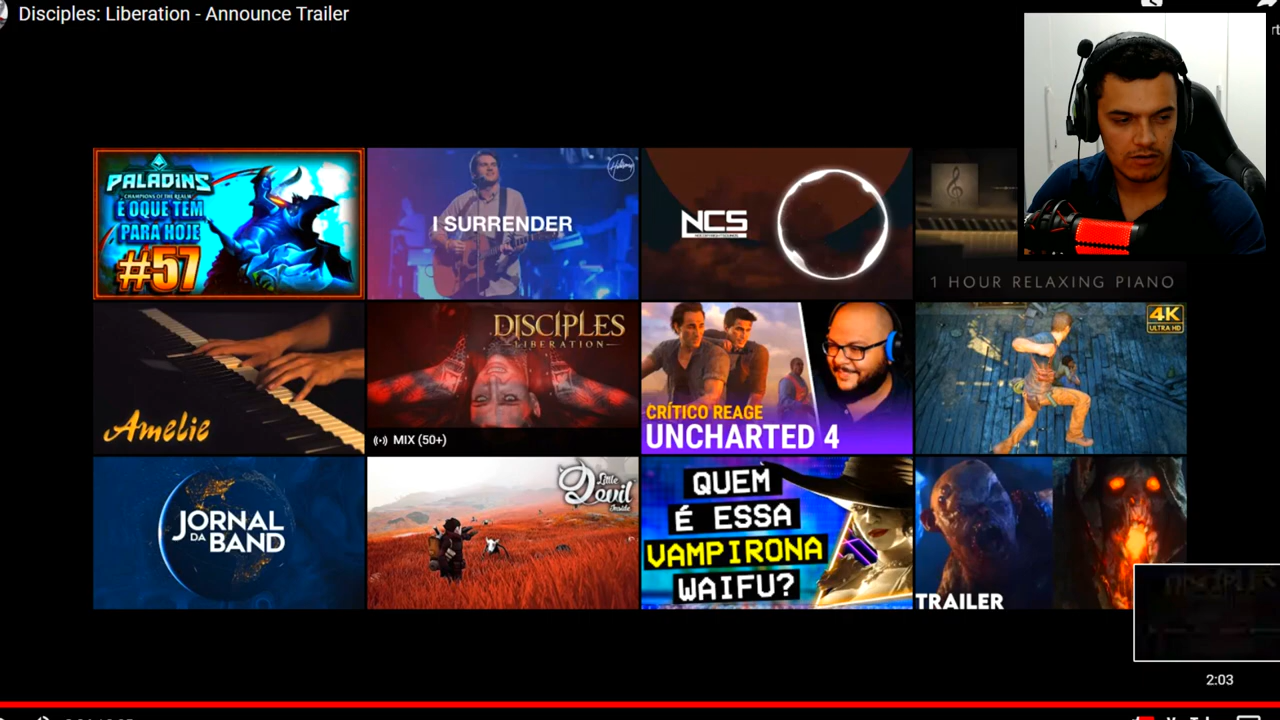 Disciples: Liberation - Announce Trailer
PALADINS
CHAMPIONS OF THE REALM
E OQUE TEM
PARA HOJE
#57
I SURRENDER
Hillsong
NCS
1 HOUR RELAXING PIANO
Amelie
DISCIPLES
LIBERATION
MIX (50+)
CRÍTICO REAGE
UNCHARTED 4
4K
ULTRA HD
JORNAL
DA BAND
Little
Devil
Inside
QUEM
É ESSA
VAMPIRONA
WAIFU?
TRAILER
2:03